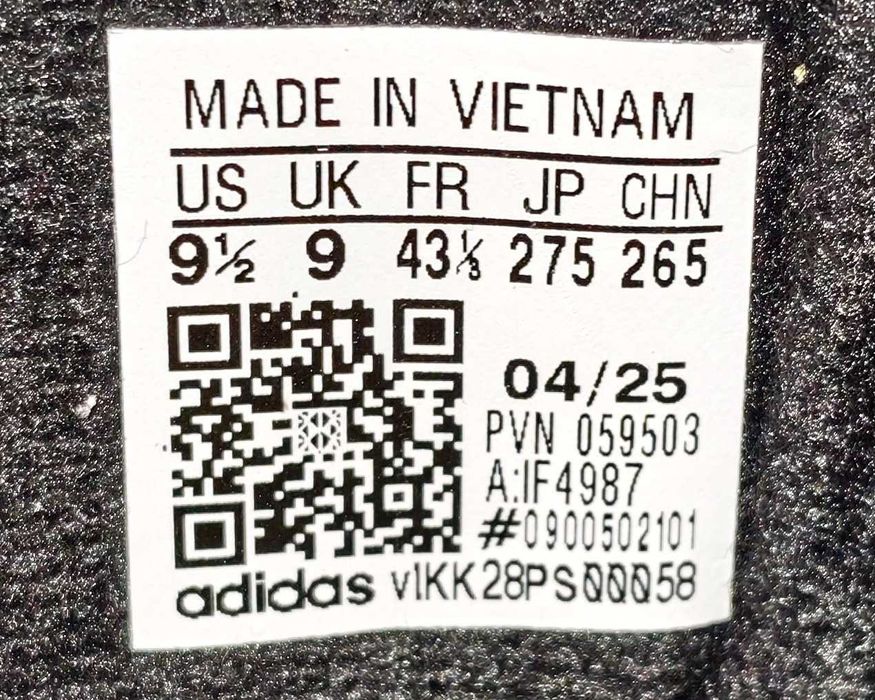 MADE IN VIETNAM
US UK FR JP CHN
9½ 9 43⅓ 275 265
04/25
PVN 059503
A:IF4987
#0900502101
adidas v1KK28PS00058